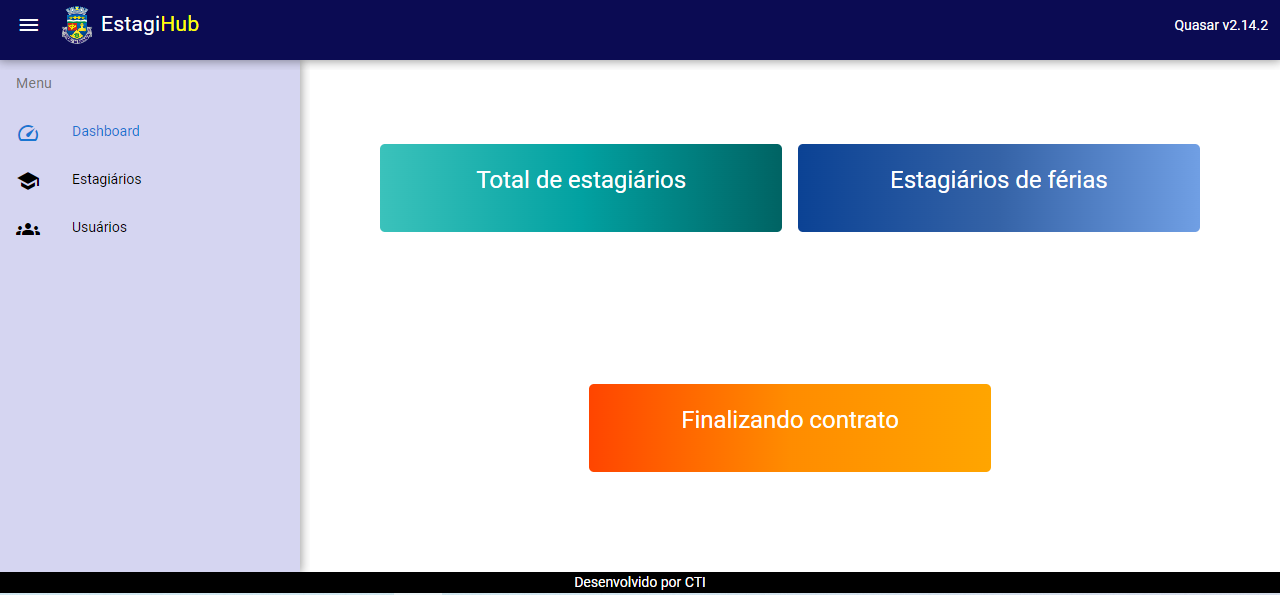 EstagiHub
Quasar v2.14.2
Menu
Dashboard
Estagiários
Usuários
Total de estagiários
Estagiários de férias
Finalizando contrato
Desenvolvido por CTI